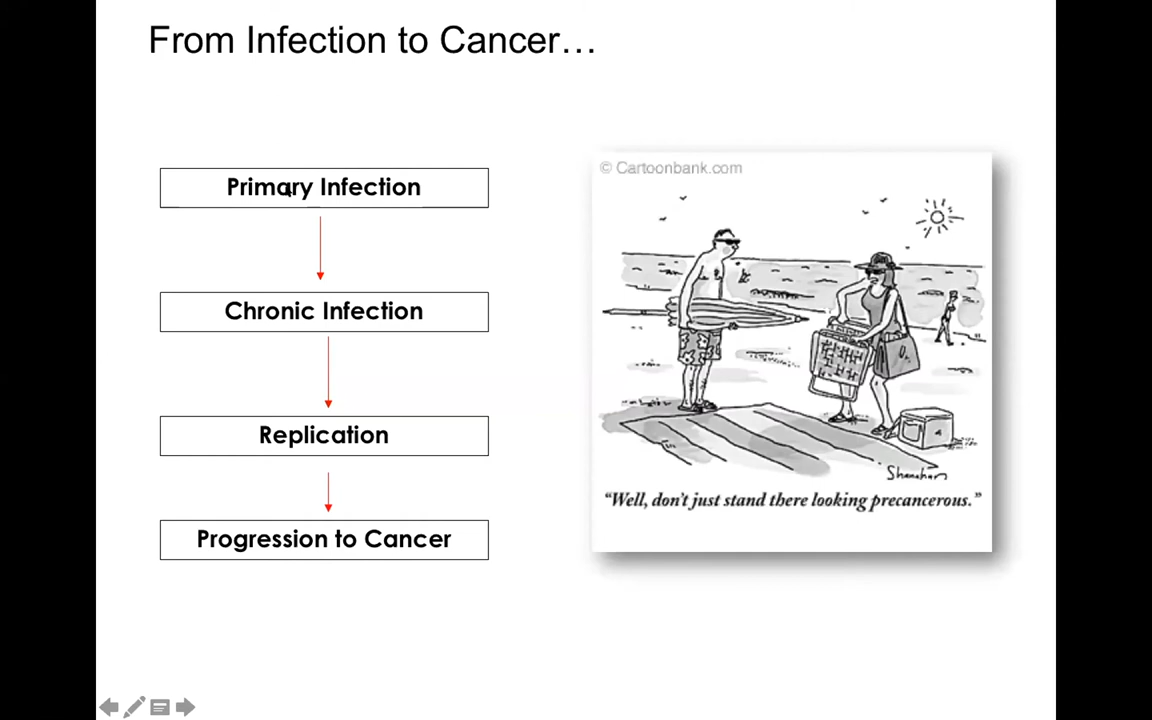 From Infection to Cancer…
Primary Infection
Chronic Infection
Replication
Progression to Cancer
© Cartoonbank.com
Shanahan
“Well, don’t just stand there looking precancerous.”